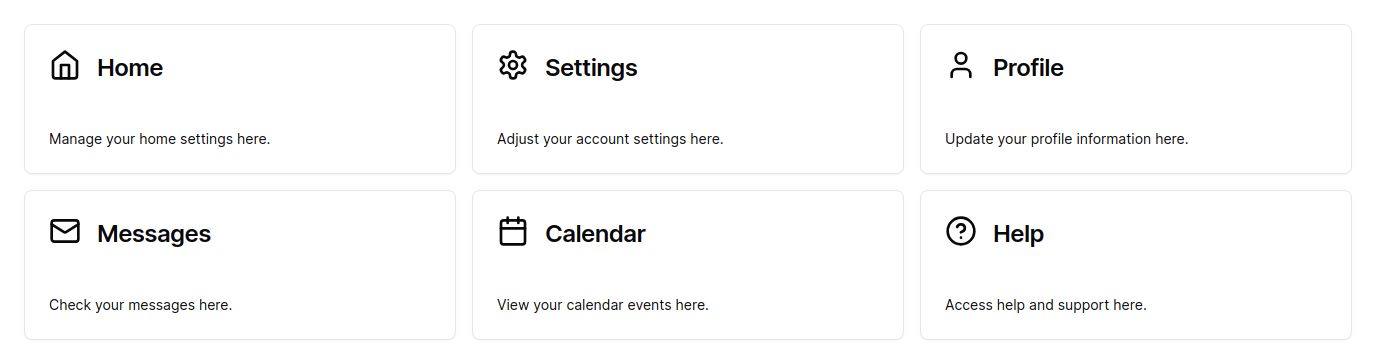 Home
Manage your home settings here.
Settings
Adjust your account settings here.
Profile
Update your profile information here.
Messages
Check your messages here.
Calendar
View your calendar events here.
Help
Access help and support here.